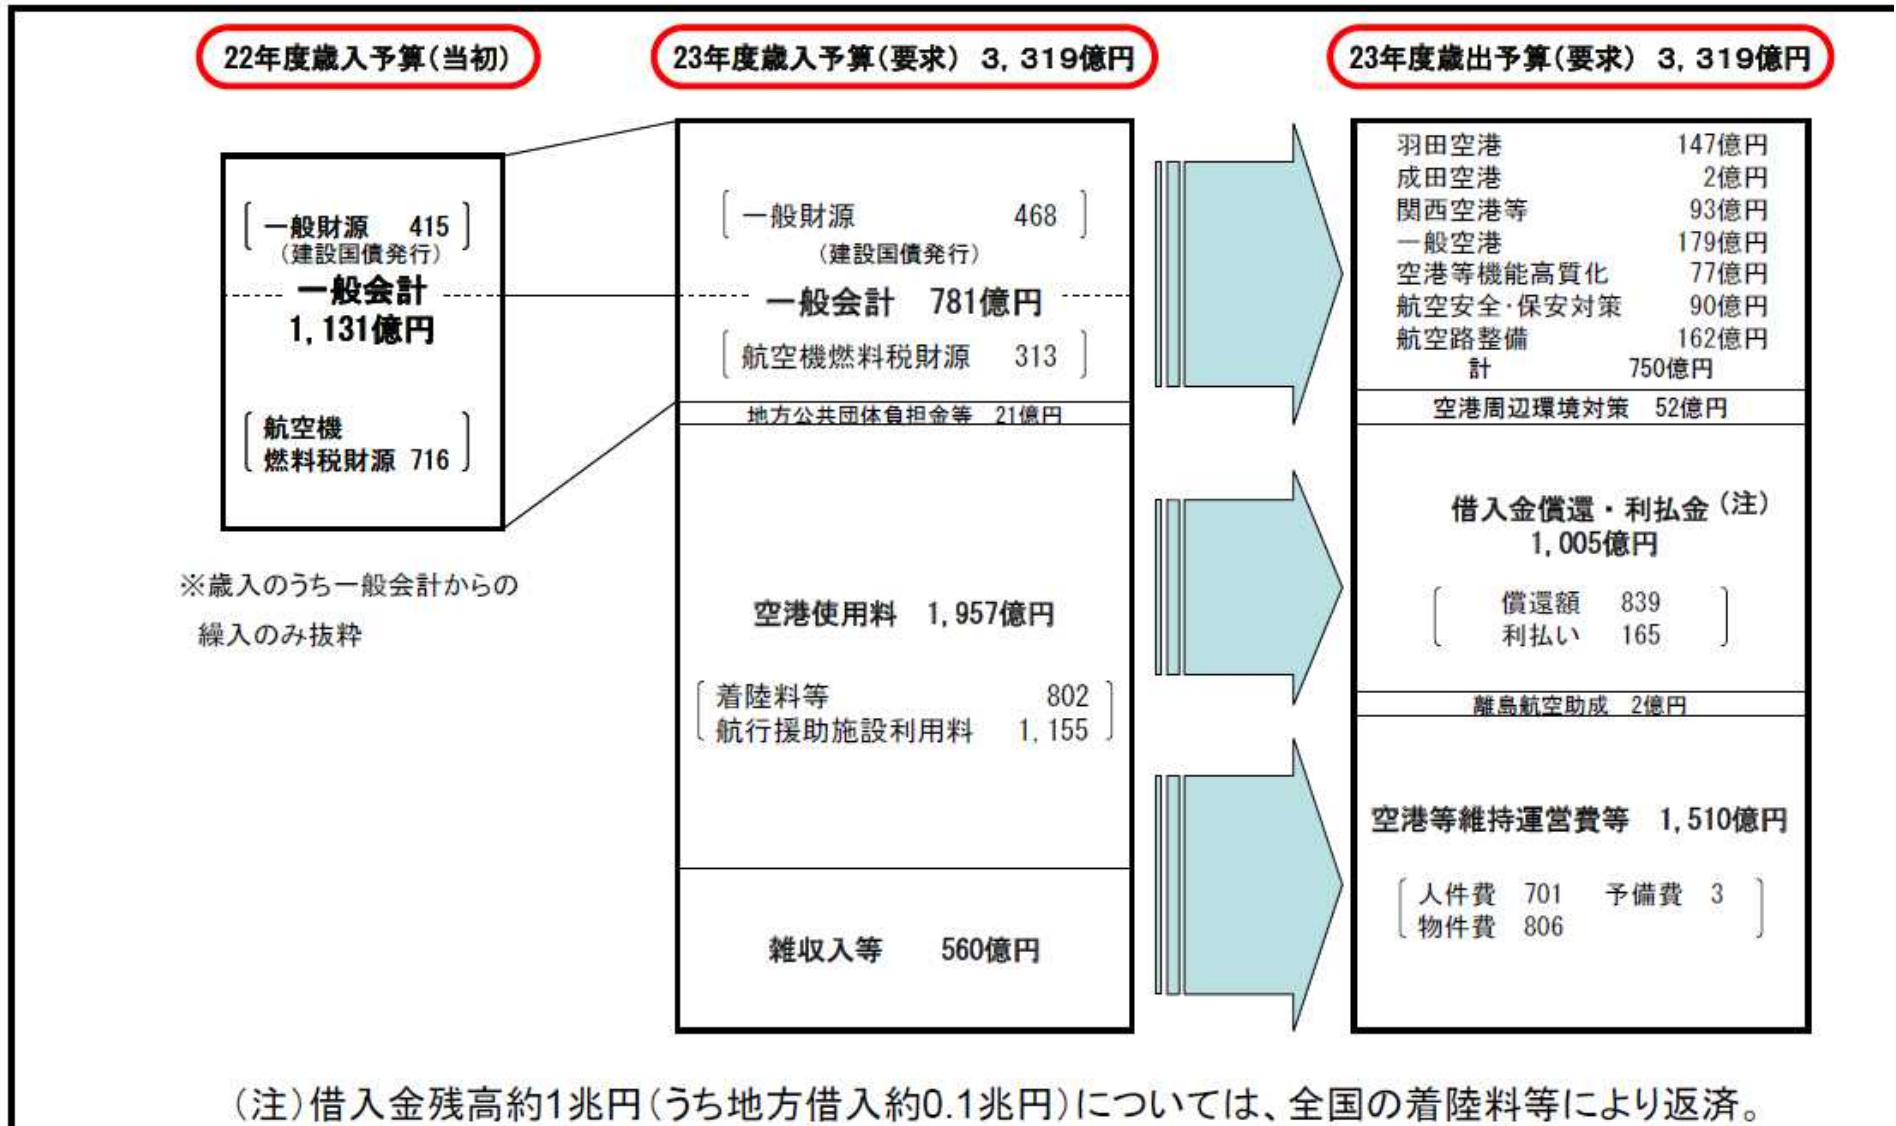 22年度歳入予算(当初)
23年度歳入予算(要求) 3,319億円
23年度歳出予算(要求) 3,319億円
一般財源 415
(建設国債発行)
一般会計
1,131億円
航空機
燃料税財源 716
※歳入のうち一般会計からの
繰入のみ抜粋
一般財源 468
(建設国債発行)
一般会計 781億円
航空機燃料税財源 313
地方公共団体負担金等 21億円
空港使用料 1,957億円
着陸料等 802
航行援助施設利用料 1,155
雑収入等 560億円
羽田空港 147億円
成田空港 2億円
関西空港等 93億円
一般空港 179億円
空港等機能高質化 77億円
航空安全・保安対策 90億円
航空路整備 162億円
計 750億円
空港周辺環境対策 52億円
借入金償還・利払金(注)
1,005億円
償還額 839
利払い 165
離島航空助成 2億円
空港等維持運営費等 1,510億円
人件費 701 予備費 3
物件費 806
(注)借入金残高約1兆円(うち地方借入約0.1兆円)については、全国の着陸料等により返済。